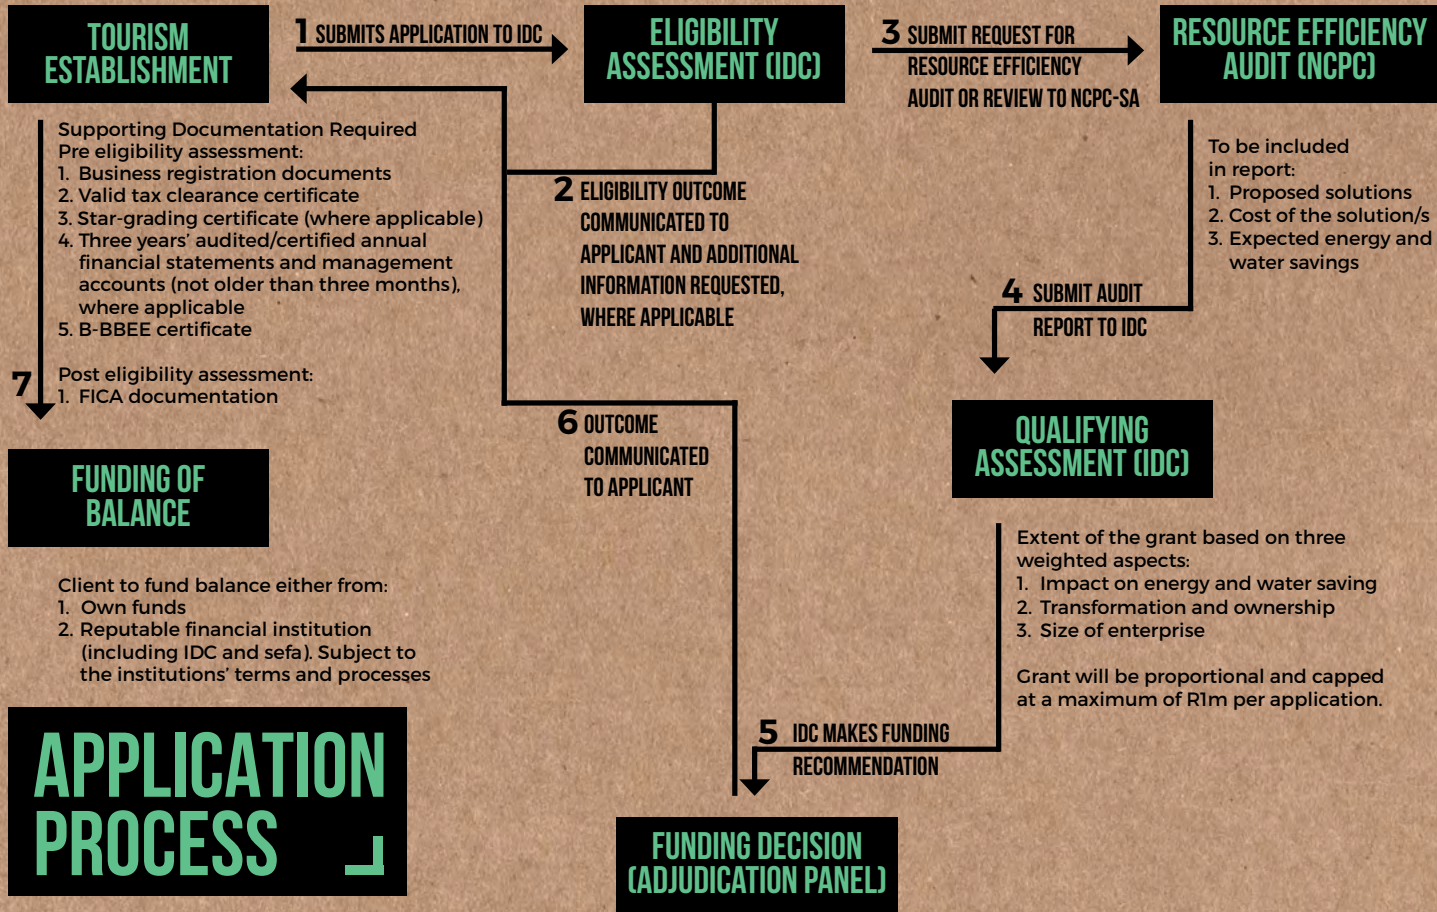 TOURISM
ESTABLISHMENT
1 SUBMITS APPLICATION TO IDC
ELIGIBILITY
ASSESSMENT (IDC)
3 SUBMIT REQUEST FOR
RESOURCE EFFICIENCY
AUDIT OR REVIEW TO NCPC-SA
RESOURCE EFFICIENCY
AUDIT (NCPC)
Supporting Documentation Required
Pre eligibility assessment:
1. Business registration documents
2. Valid tax clearance certificate
3. Star-grading certificate (where applicable)
4. Three years' audited/certified annual
financial statements and management
accounts (not older than three months),
where applicable
5. B-BBEE certificate
Post eligibility assessment:
1. FICA documentation
7
2 ELIGIBILITY OUTCOME
COMMUNICATED TO
APPLICANT AND ADDITIONAL
INFORMATION REQUESTED,
WHERE APPLICABLE
To be included
in report:
1. Proposed solutions
2. Cost of the solution/s
3. Expected energy and
water savings
4 SUBMIT AUDIT
REPORT TO IDC
6 OUTCOME
COMMUNICATED
TO APPLICANT
QUALIFYING
ASSESSMENT (IDC)
FUNDING OF
BALANCE
Client to fund balance either from:
1. Own funds
2. Reputable financial institution
(including IDC and sefa). Subject to
the institutions' terms and processes
Extent of the grant based on three
weighted aspects:
1. Impact on energy and water saving
2. Transformation and ownership
3. Size of enterprise
Grant will be proportional and capped
at a maximum of R1m per application.
5 IDC MAKES FUNDING
RECOMMENDATION
APPLICATION
PROCESS
FUNDING DECISION
(ADJUDICATION PANEL)